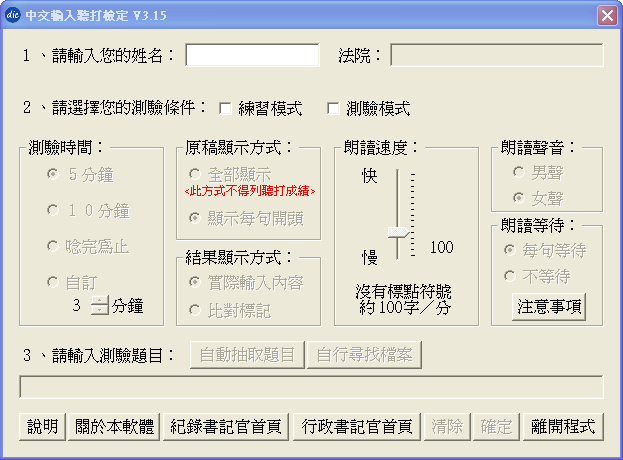 dic 中文輸入聽打檢定 V3.15
1 、請輸入您的姓名：
法院：
2 、請選擇您的測驗條件： 練習模式 測驗模式
測驗時間：
5分鐘
10分鐘
唸完為止
自訂
3 分鐘
原稿顯示方式：
全部顯示
<此方式不得列聽打成績>
顯示每句開頭
結果顯示方式：
實際輸入內容
比對標記
朗讀速度：
快
慢
100
沒有標點符號
約100字／分
朗讀聲音：
男聲
女聲
朗讀等待：
每句等待
不等待
注意事項
3 、請輸入測驗題目： 自動抽取題目 自行尋找檔案
說明 關於本軟體 紀錄書記官首頁 行政書記官首頁 清除 確定 離開程式